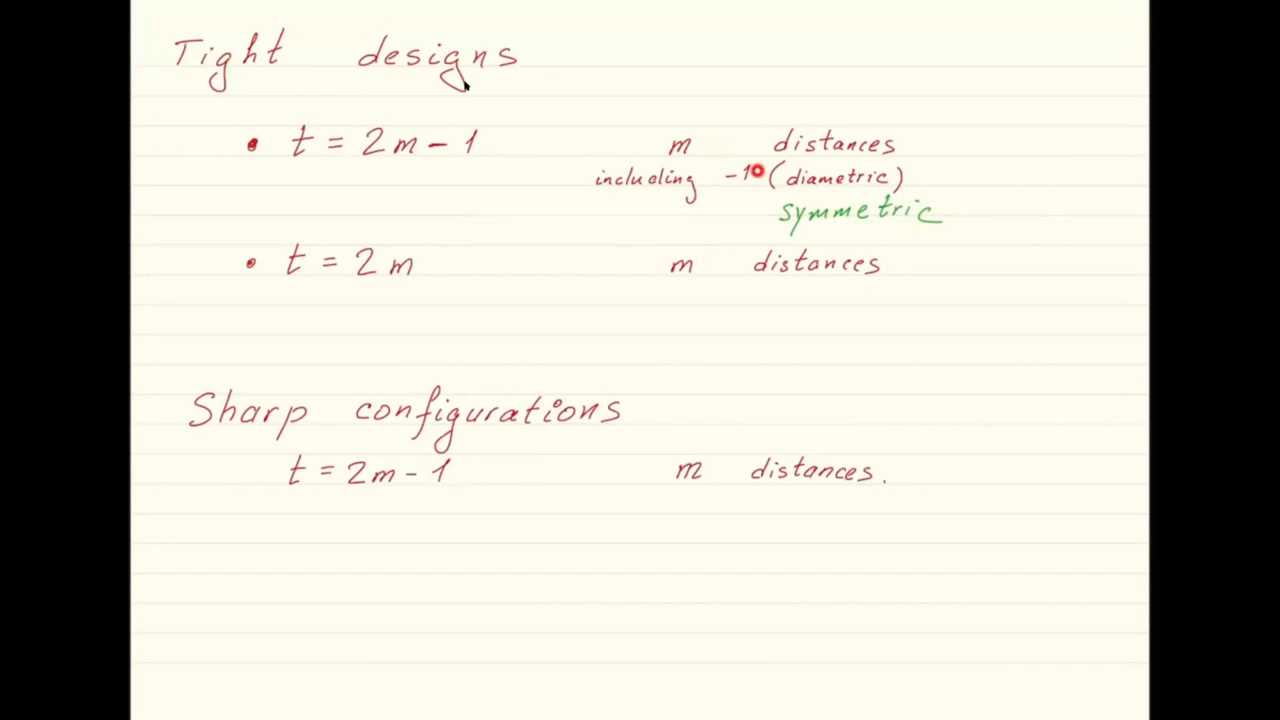 Tight designs
• t = 2m - 1 m distances
including -1 (diametric)
symmetric
• t = 2m m distances
Sharp configurations
t = 2m - 1 m distances.